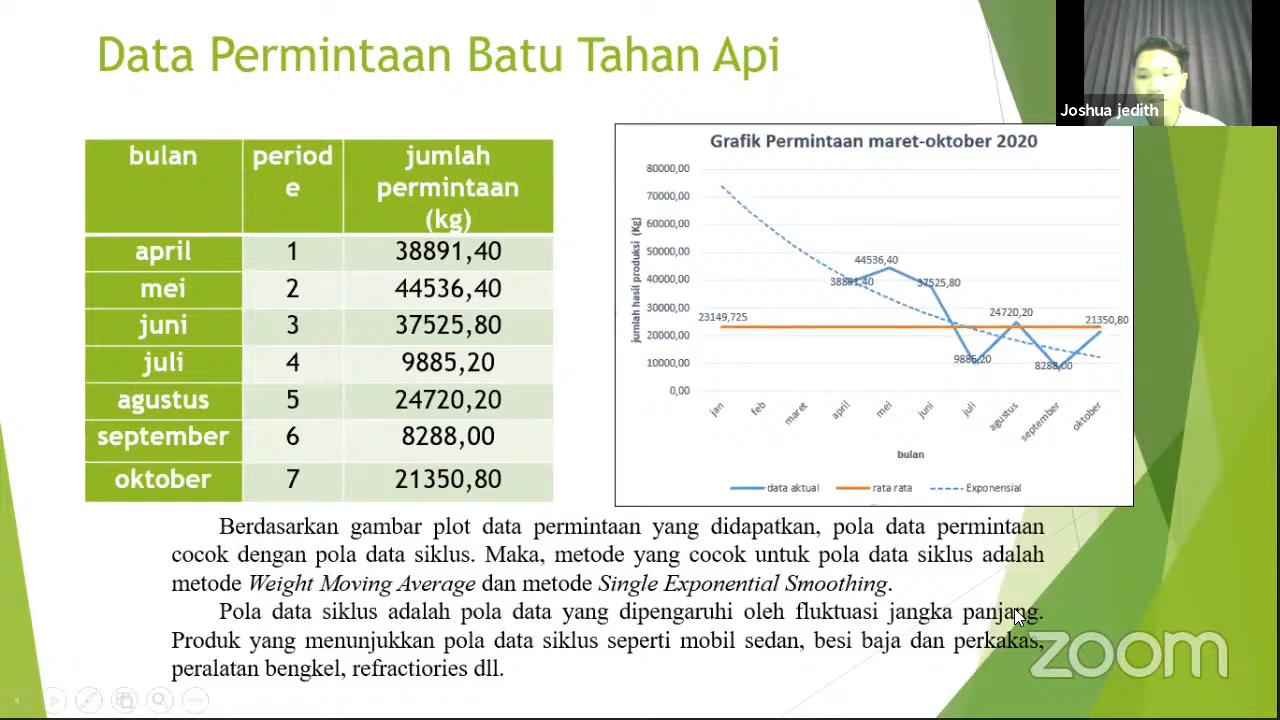 Data Permintaan Batu Tahan Api
Joshua jedith
bulan period jumlah
e permintaan
(kg)
april 1 38891,40
mei 2 44536,40
juni 3 37525,80
juli 4 9885,20
agustus 5 24720,20
september 6 8288,00
oktober 7 21350,80
Grafik Permintaan maret-oktober 2020
jumlah hasil produksi (Kg)
80000,00
70000,00
60000,00
50000,00
40000,00
30000,00
20000,00
10000,00
0,00
23149,725
38891,40
44536,40
37525,80
9885,20
24720,20
8288,00
21350,80
jan feb maret april mei juni juli agustus september oktober
bulan
data aktual rata rata Exponensial
Berdasarkan gambar plot data permintaan yang didapatkan, pola data permintaan
cocok dengan pola data siklus. Maka, metode yang cocok untuk pola data siklus adalah
metode Weight Moving Average dan metode Single Exponential Smoothing.
Pola data siklus adalah pola data yang dipengaruhi oleh fluktuasi jangka panjang.
Produk yang menunjukkan pola data siklus seperti mobil sedan, besi baja dan perkakas,
peralatan bengkel, refractiories dll.
zoom